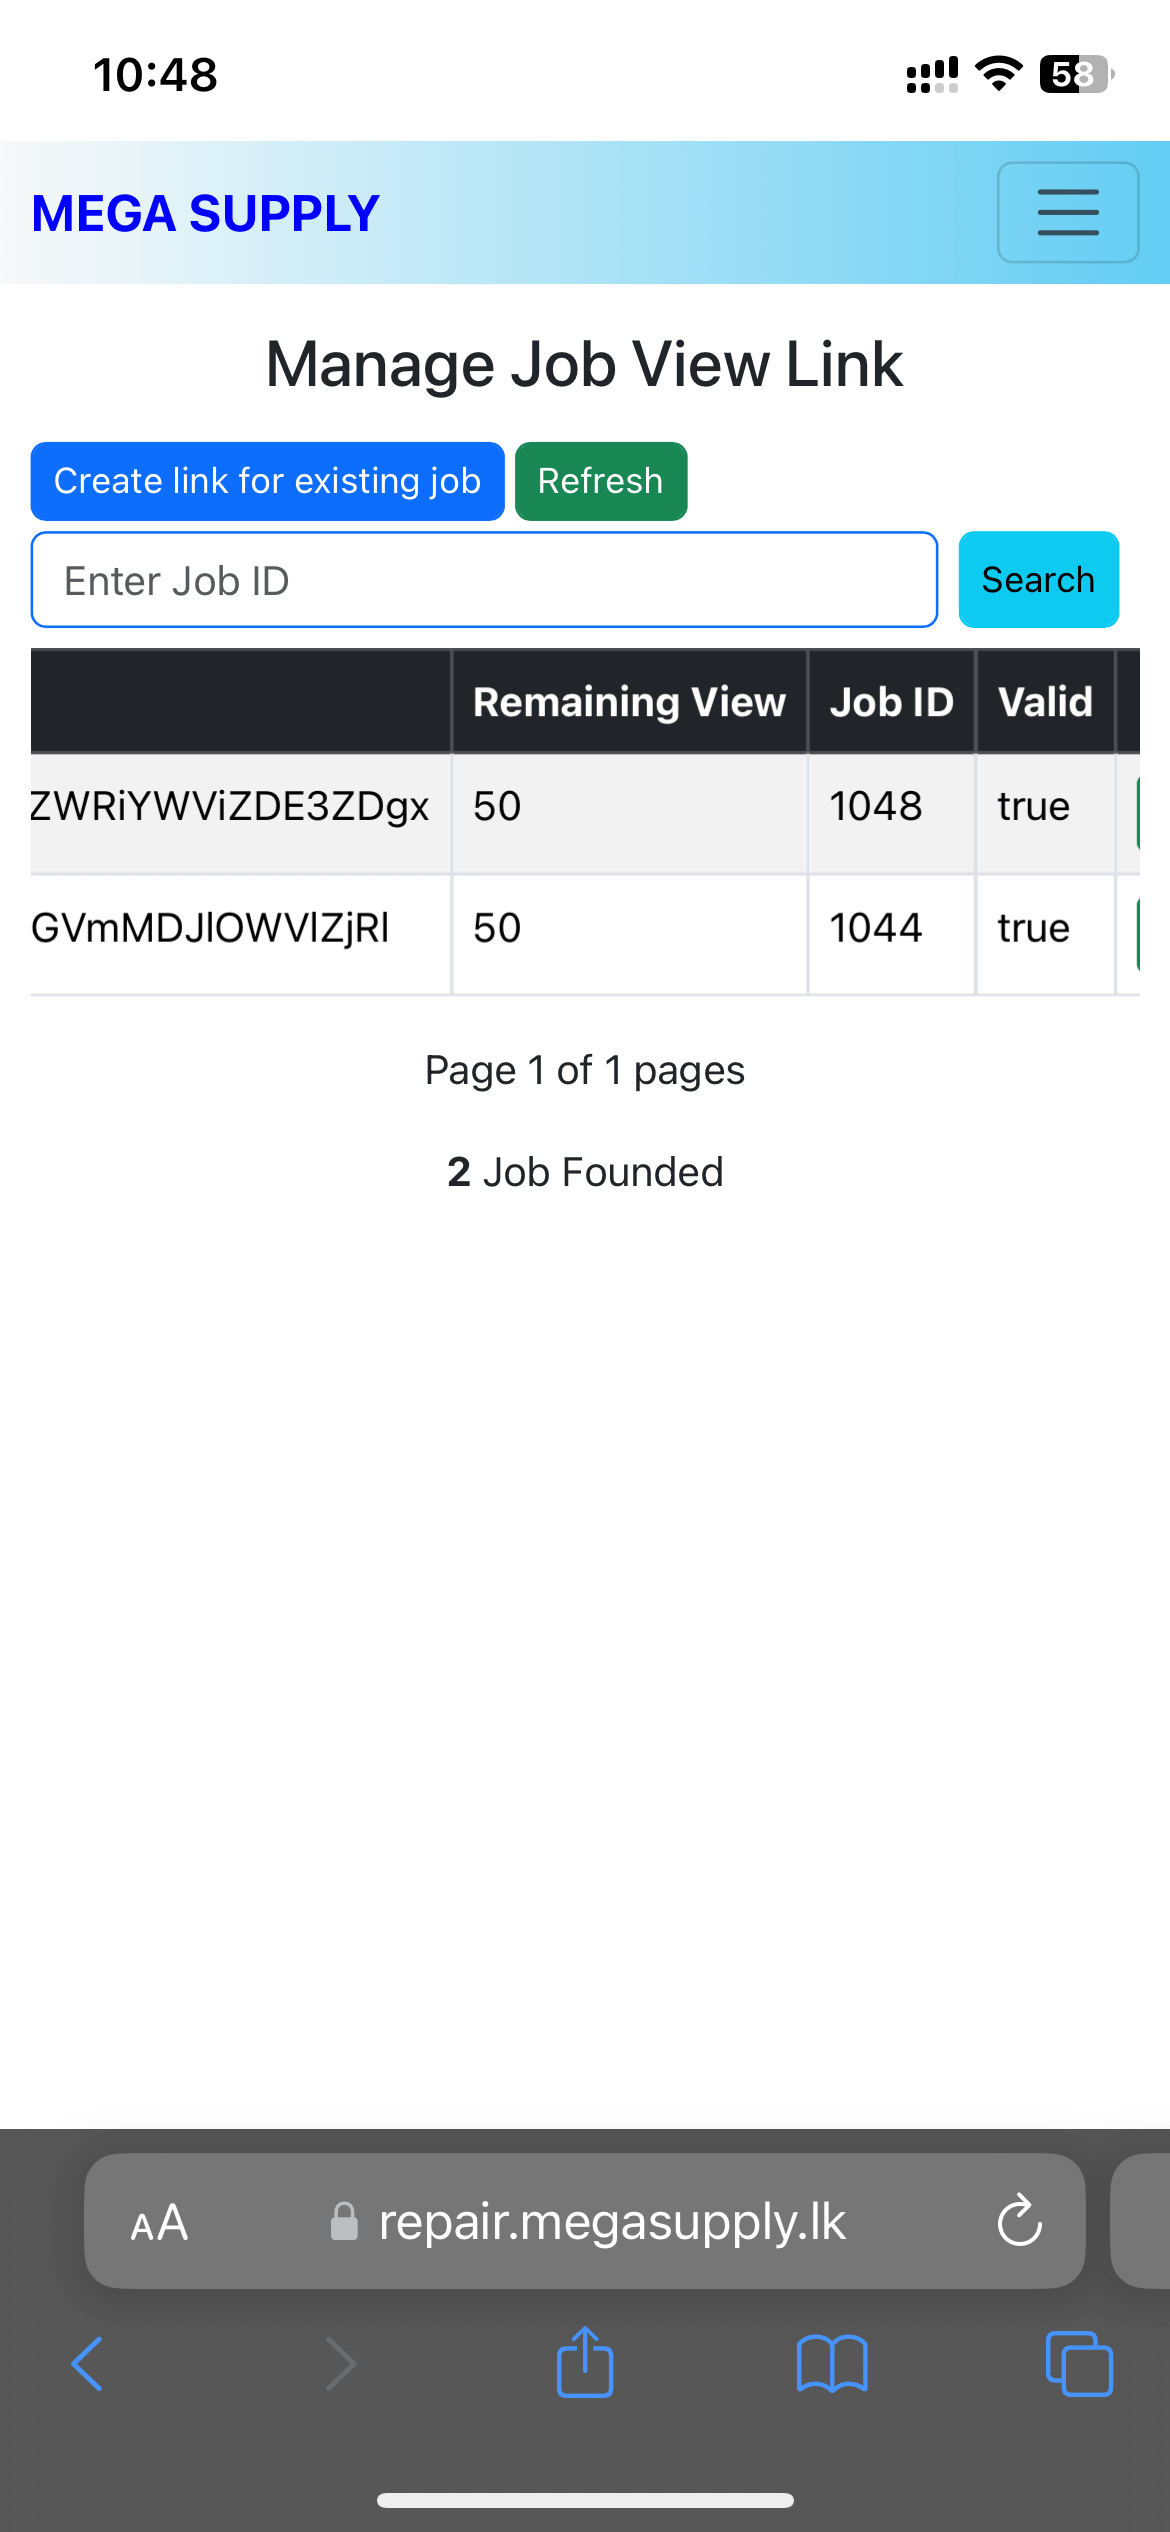 10:48
58
MEGA SUPPLY
Manage Job View Link
Create link for existing job Refresh
Enter Job ID Search
Remaining View Job ID Valid
ZWRiYWViZDE3ZDgx 50 1048 true
GVmMDJlOWVlZjRl 50 1044 true
Page 1 of 1 pages
2 Job Founded
AA repair.megasupply.lk